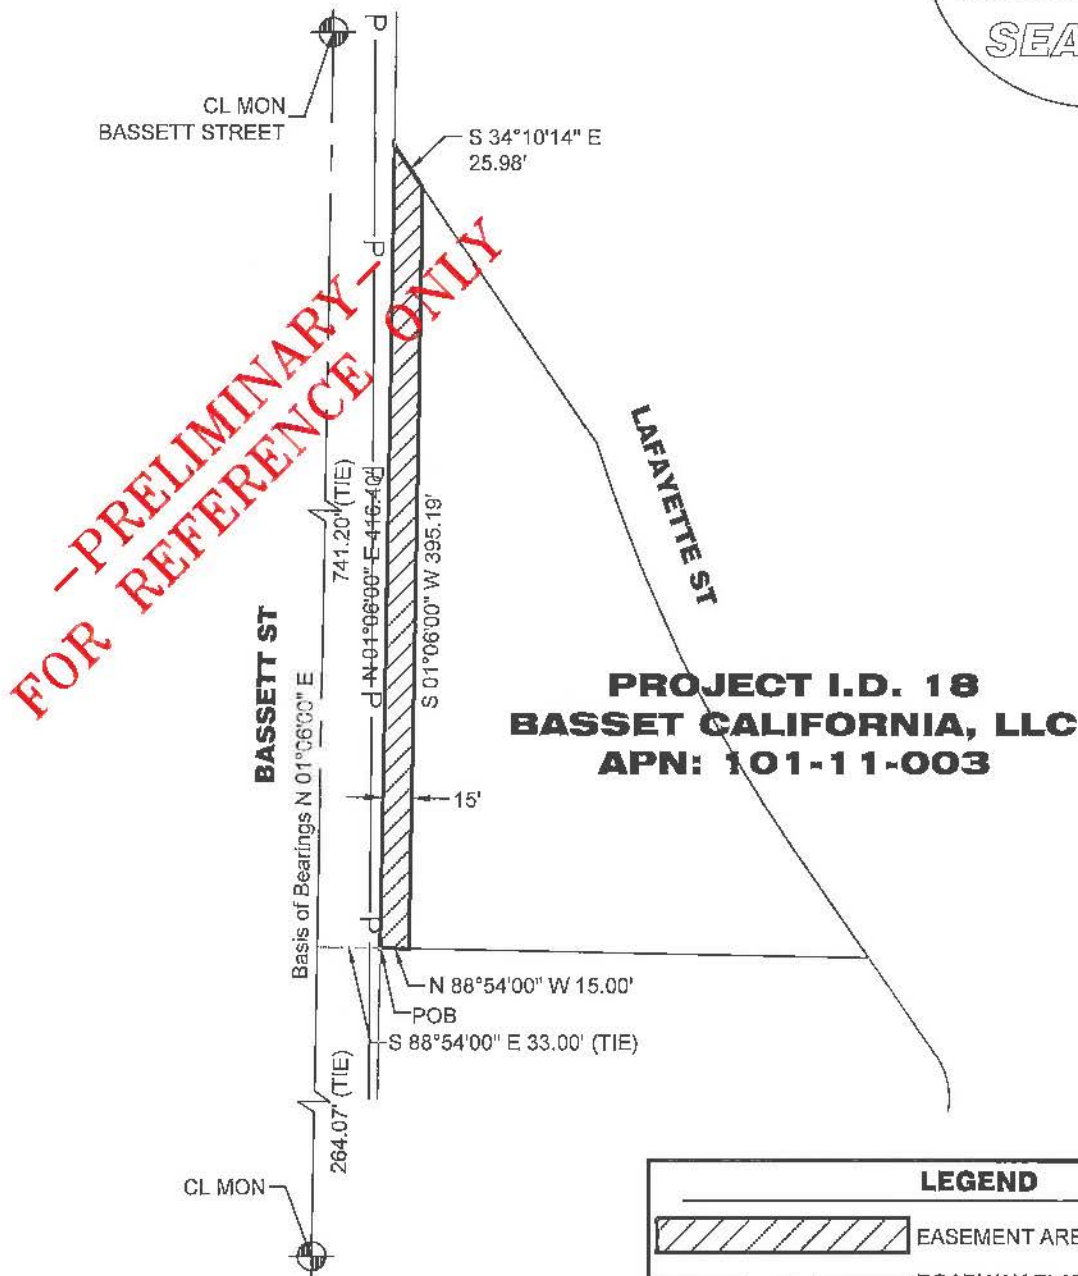 SEA
P
CL MON
BASSETT STREET
S 34°10'14" E
25.98'
P
-PRELIMINARY-
FOR REFERENCE ONLY
LAFAYETTE ST
741.20' (TIE)
P
N 01°06'00" E 416.40'
S 01°06'00" W 395.19'
BASSETT ST
Basis of Bearings N 01°06'00" E
P
PROJECT I.D. 18
BASSET CALIFORNIA, LLC
APN: 101-11-003
15'
P
N 88°54'00" W 15.00'
POB
S 88°54'00" E 33.00' (TIE)
264.07' (TIE)
CL MON
LEGEND
EASEMENT ARE